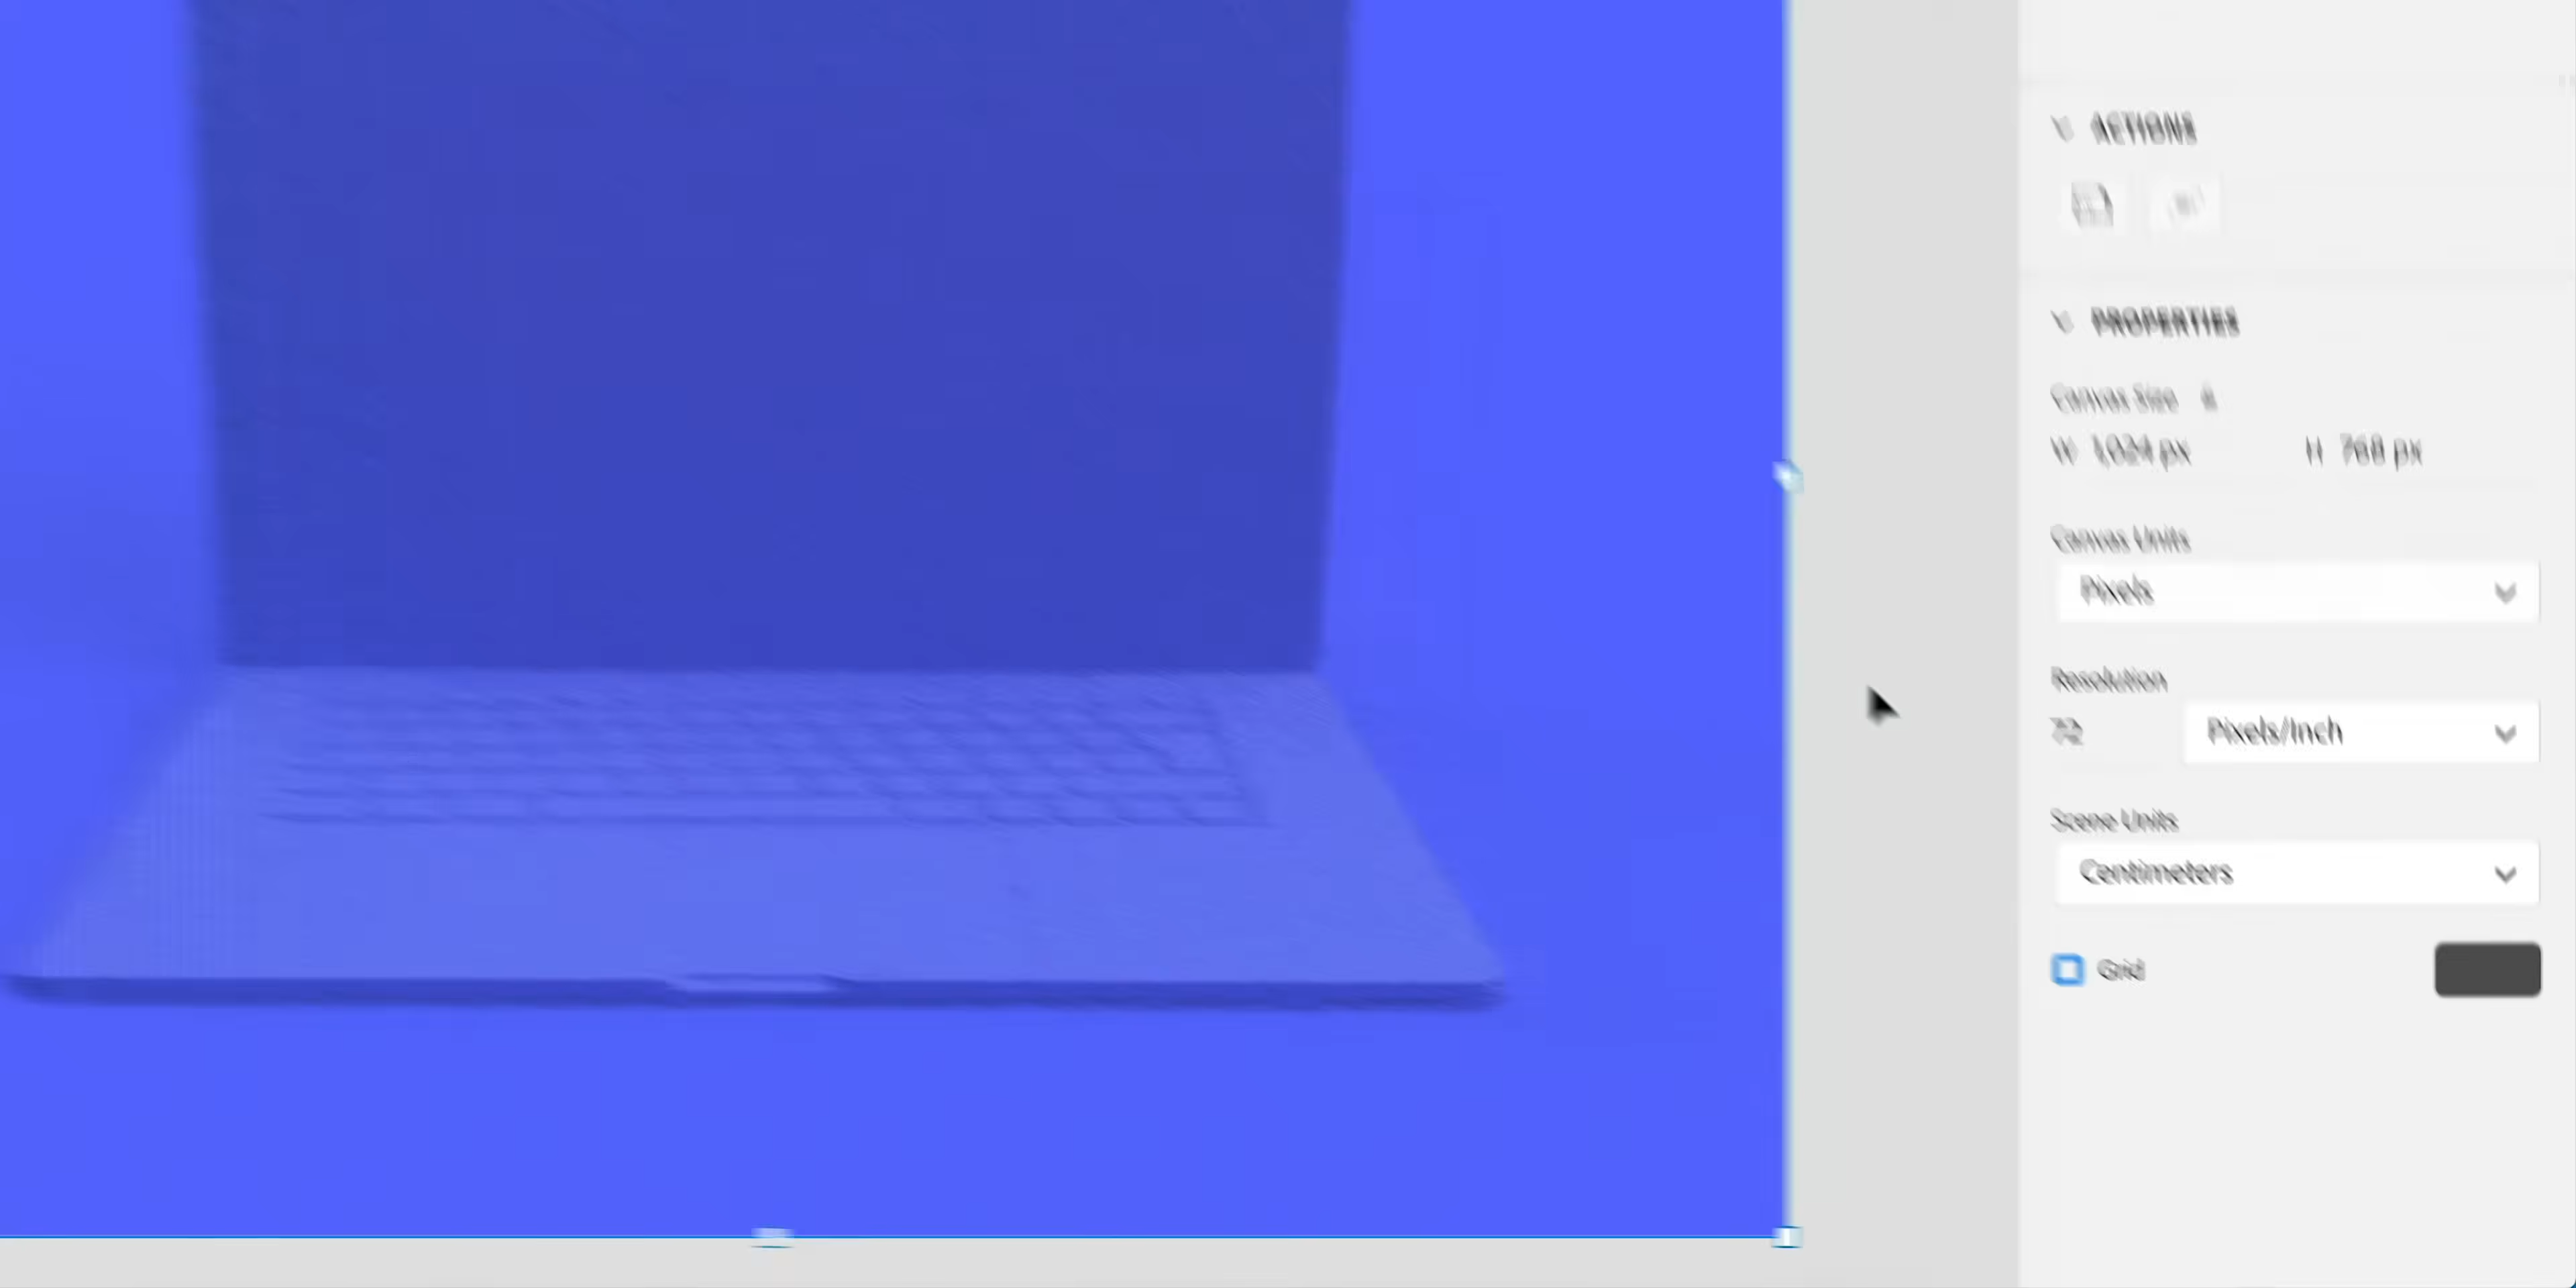 ACTIONS
PROPERTIES
Canvas Size
W 1,024 px H 768 px
Canvas Units
Pixels
Resolution
72 Pixels/Inch
Scene Units
Centimeters
Grid